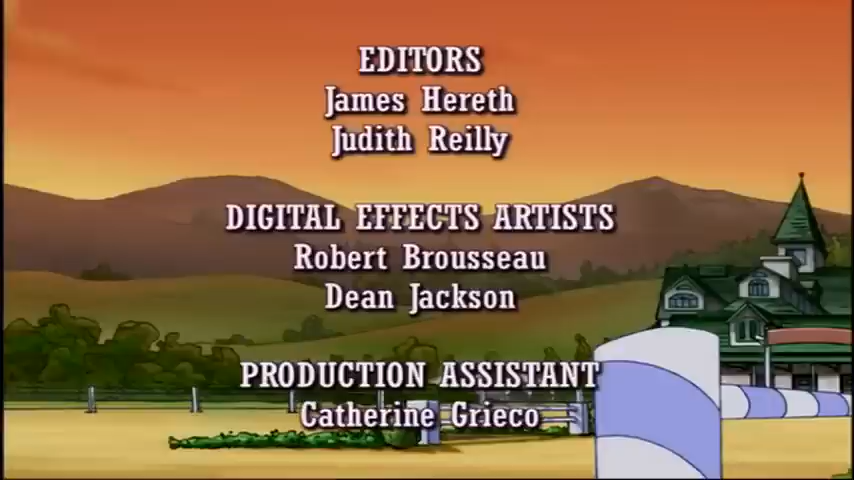 EDITORS
James Hereth
Judith Reilly
DIGITAL EFFECTS ARTISTS
Robert Brousseau
Dean Jackson
PRODUCTION ASSISTANT
Catherine Grieco